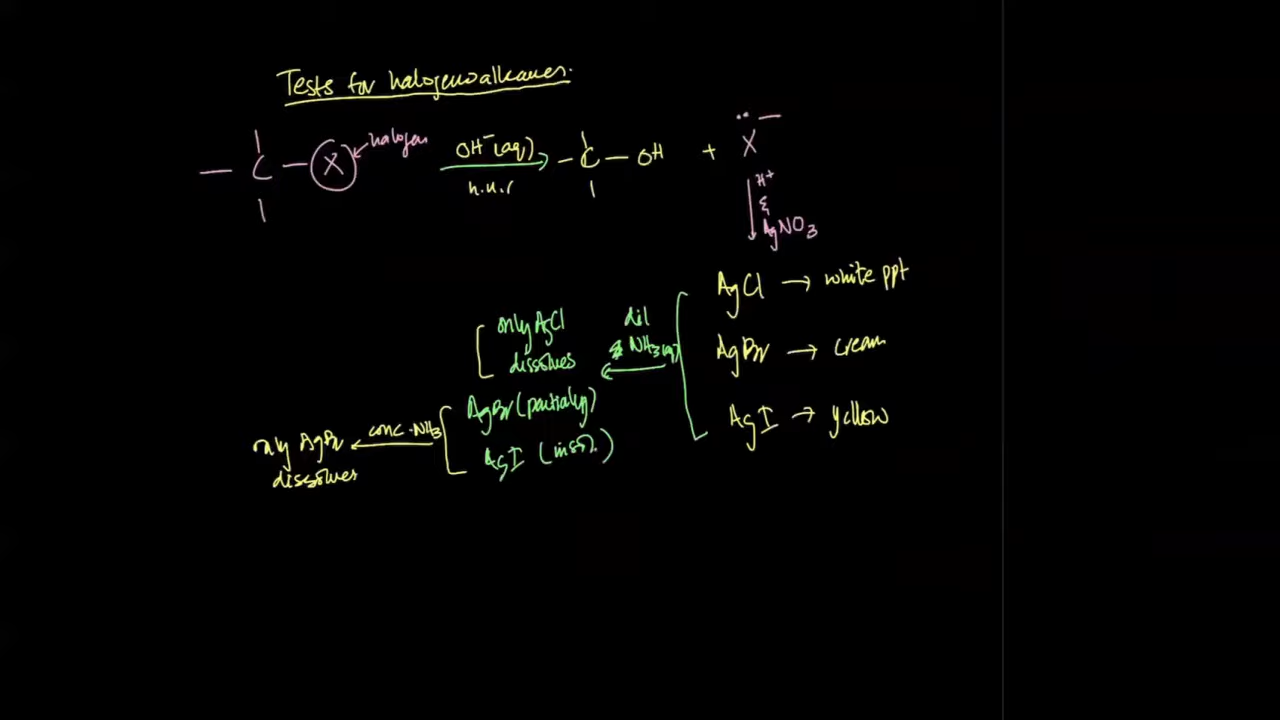 Tests for halogenoalkanes.
— C — X halogen
OH⁻(aq)
h.u.r
— C — OH + X⁻
H⁺
&
AgNO3
AgCl → white ppt
AgBr → cream
AgI → yellow
dil
NH3(aq)
only AgCl
dissolves
AgBr (partially)
AgI (insol.)
conc. NH3
only AgBr
dissolves